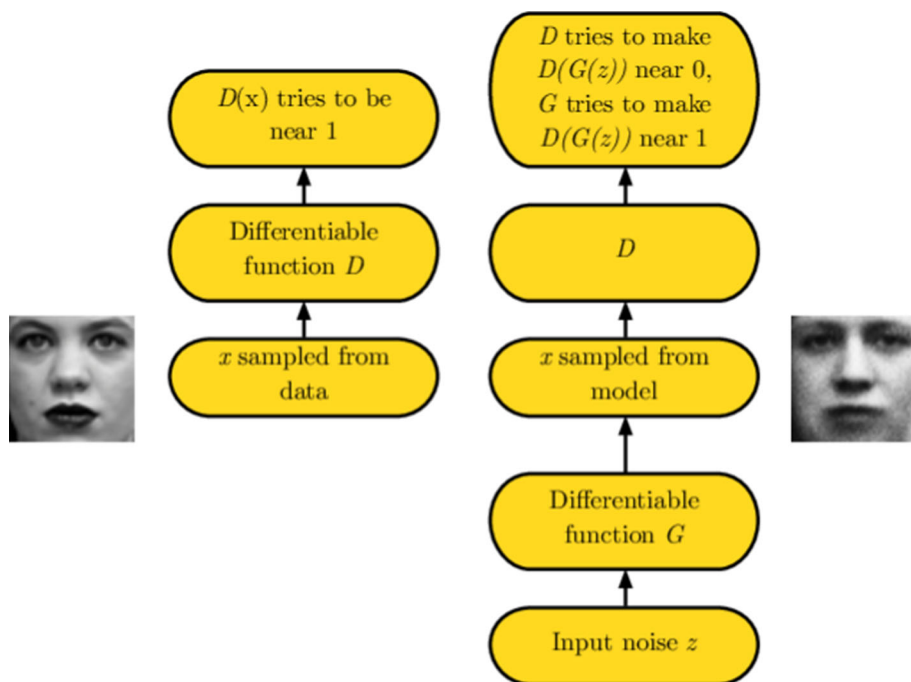 D(x) tries to be
near 1
Differentiable
function D
x sampled from
data
D tries to make
D(G(z)) near 0,
G tries to make
D(G(z)) near 1
D
x sampled from
model
Differentiable
function G
Input noise z